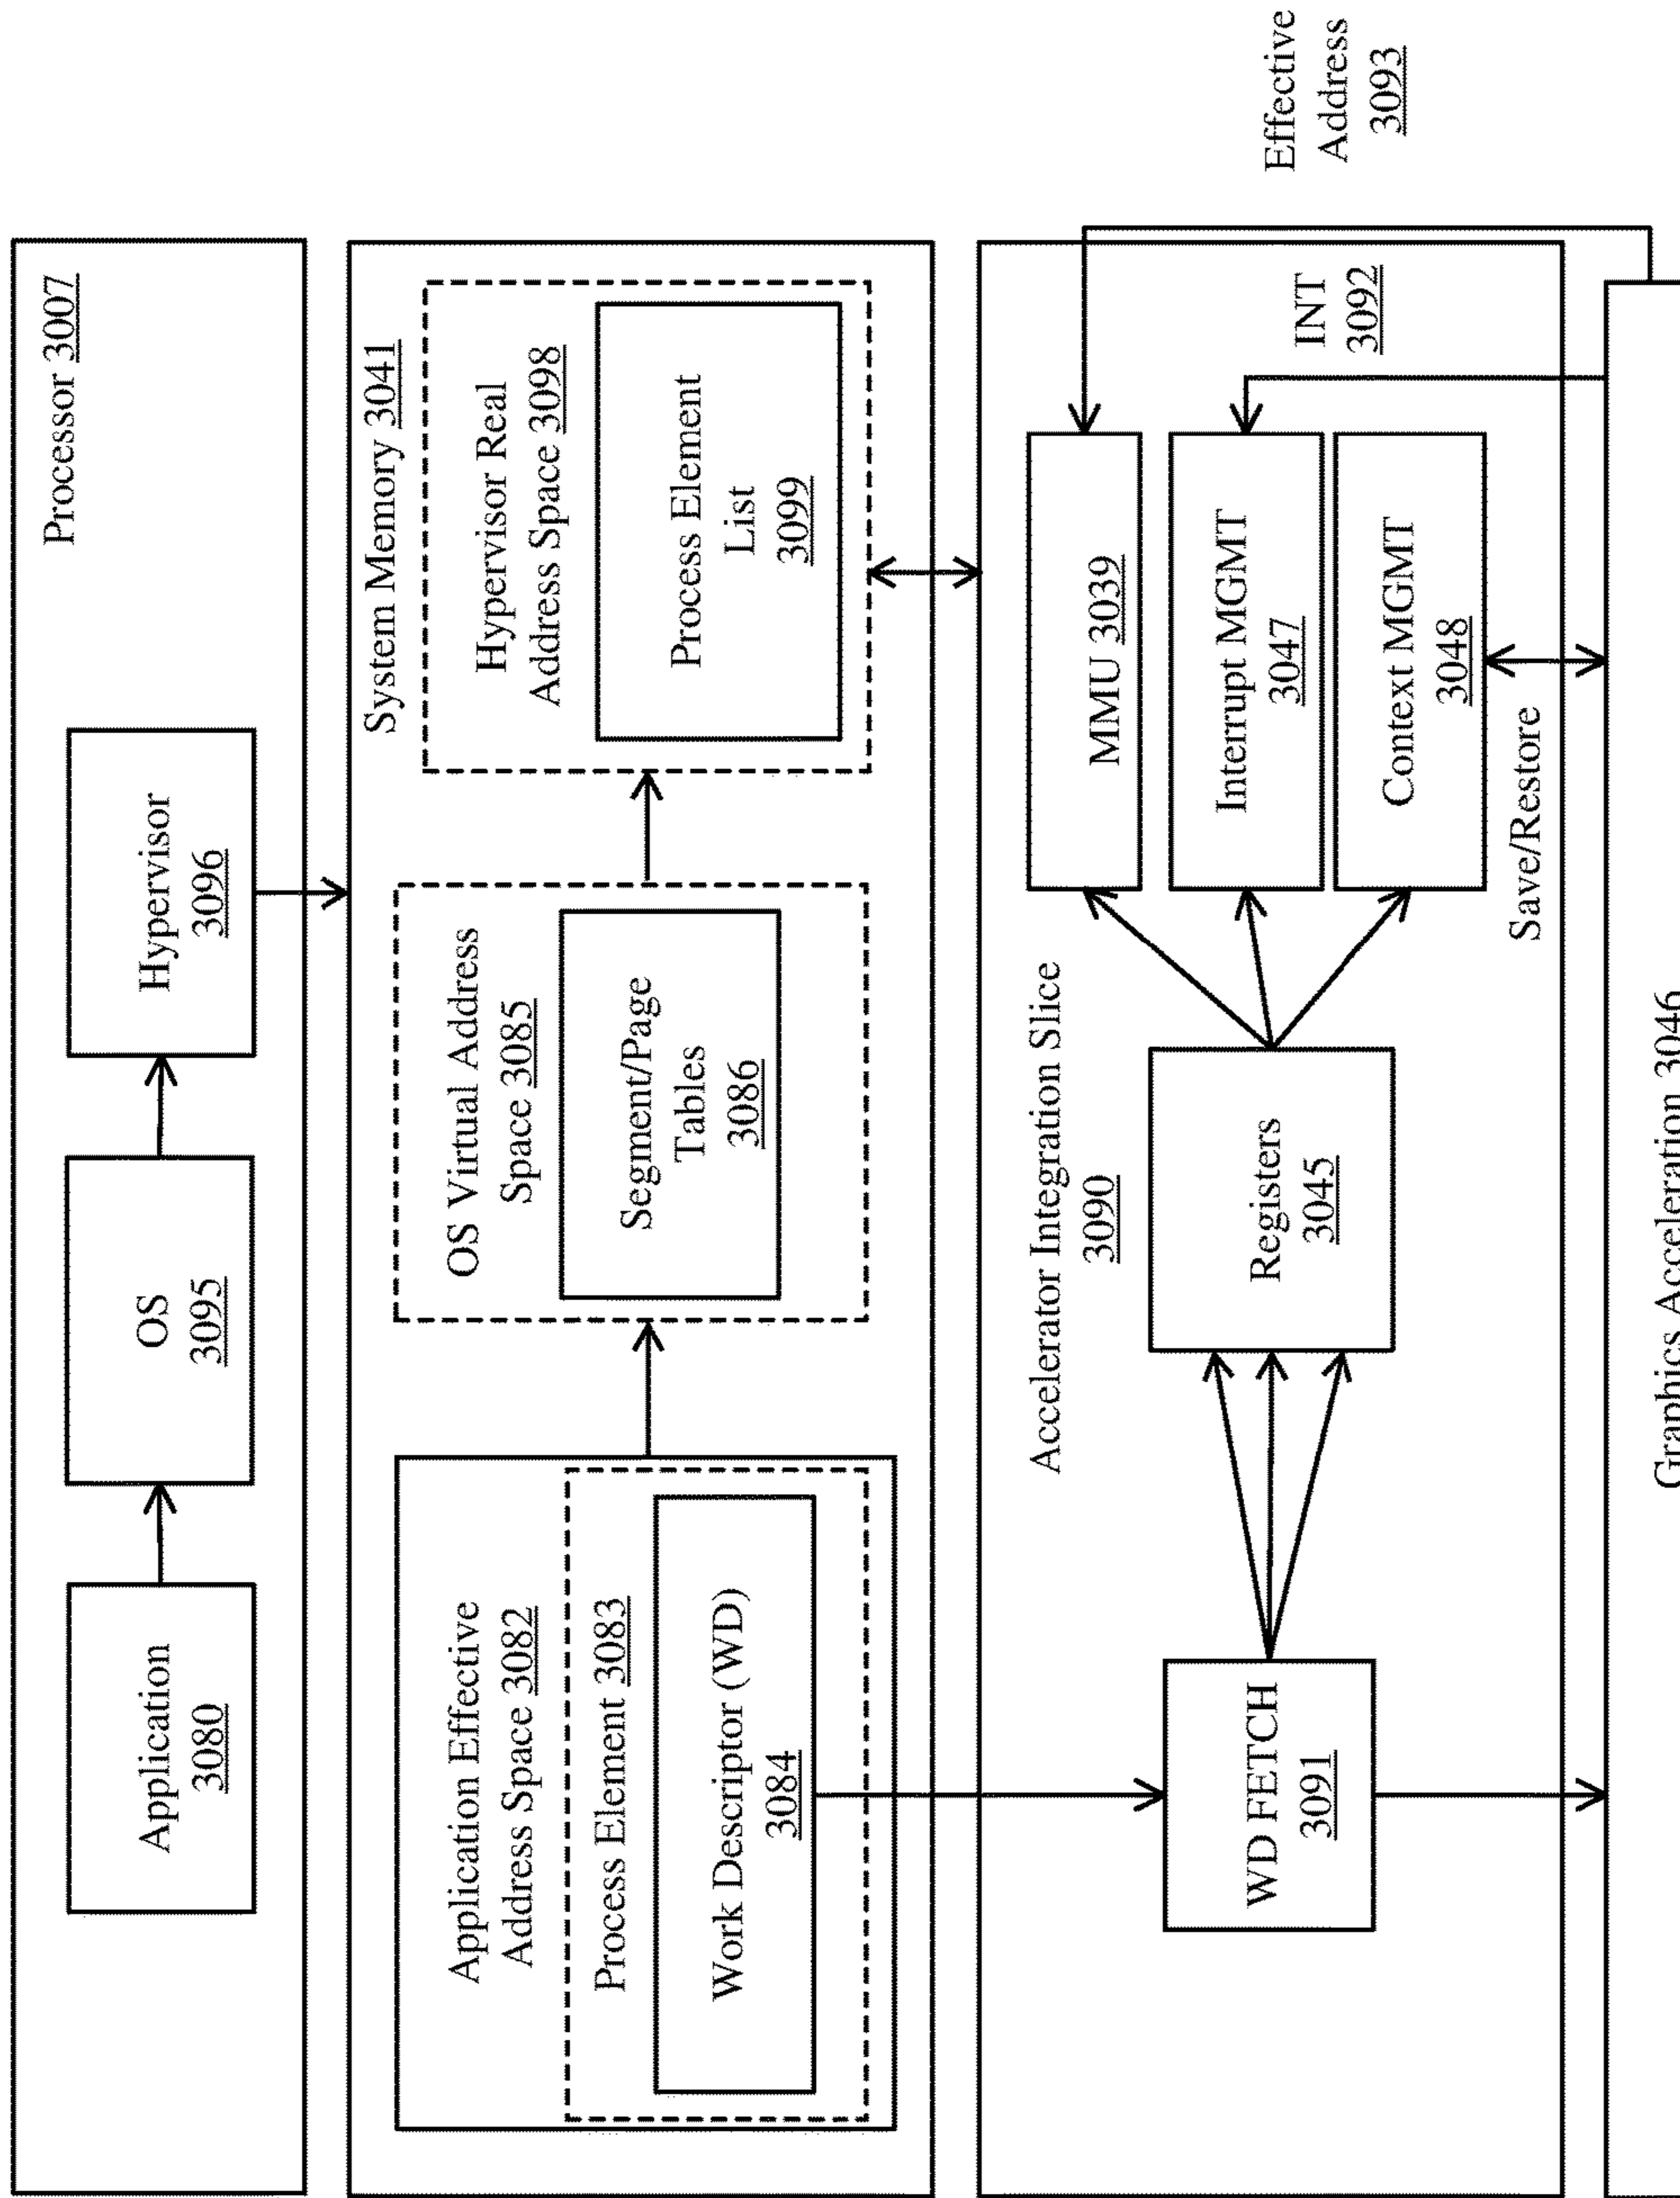 Processor 3007
Application
3080
OS
3095
Hypervisor
3096
System Memory 3041
Application Effective
Address Space 3082
Process Element 3083
Work Descriptor (WD)
3084
OS Virtual Address
Space 3085
Segment/Page
Tables
3086
Hypervisor Real
Address Space 3098
Process Element
List
3099
Accelerator Integration Slice
3090
WD FETCH
3091
Registers
3045
MMU 3039
Interrupt MGMT
3047
Context MGMT
3048
INT
3092
Save/Restore
Effective
Address
3093
Graphics Acceleration 3046